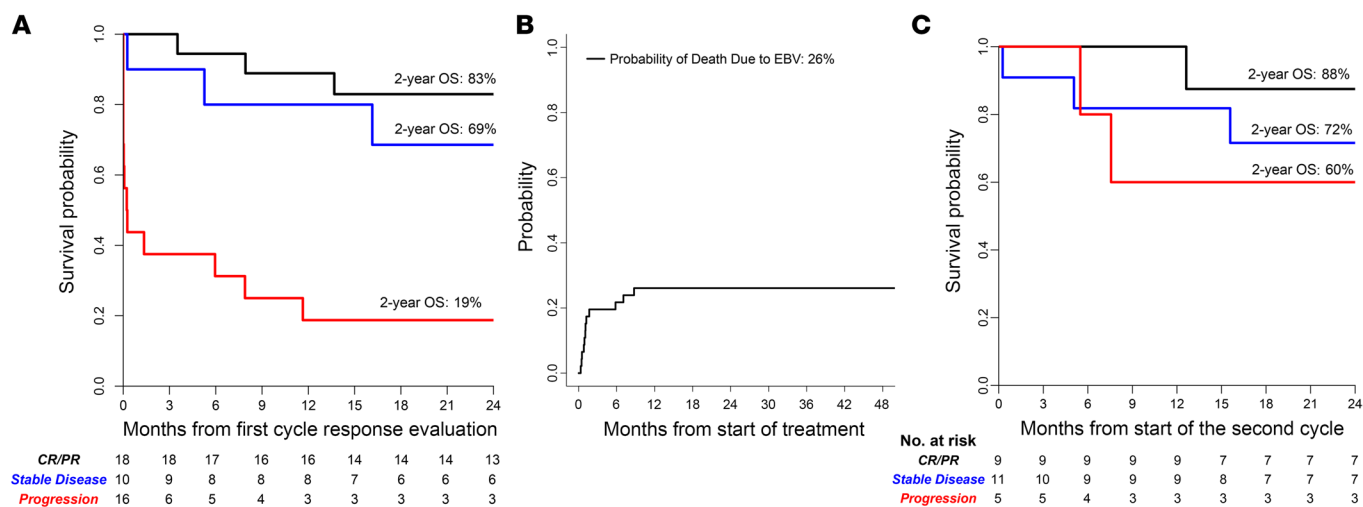 A
Survival probability
1.0
0.8
0.6
0.4
0.2
0.0
2-year OS: 83%
2-year OS: 69%
2-year OS: 19%
0 3 6 9 12 15 18 21 24
Months from first cycle response evaluation
CR/PR 18 18 17 16 16 14 14 14 13
Stable Disease 10 9 8 8 8 7 6 6 6
Progression 16 6 5 4 3 3 3 3 3
B
Probability
1.0
0.8
0.6
0.4
0.2
0.0
Probability of Death Due to EBV: 26%
0 6 12 18 24 30 36 42 48
Months from start of treatment
C
Survival probability
1.0
0.8
0.6
0.4
0.2
0.0
2-year OS: 88%
2-year OS: 72%
2-year OS: 60%
0 3 6 9 12 15 18 21 24
Months from start of the second cycle
No. at risk
CR/PR 9 9 9 9 9 7 7 7 7
Stable Disease 11 10 9 9 9 8 7 7 7
Progression 5 5 4 3 3 3 3 3 3